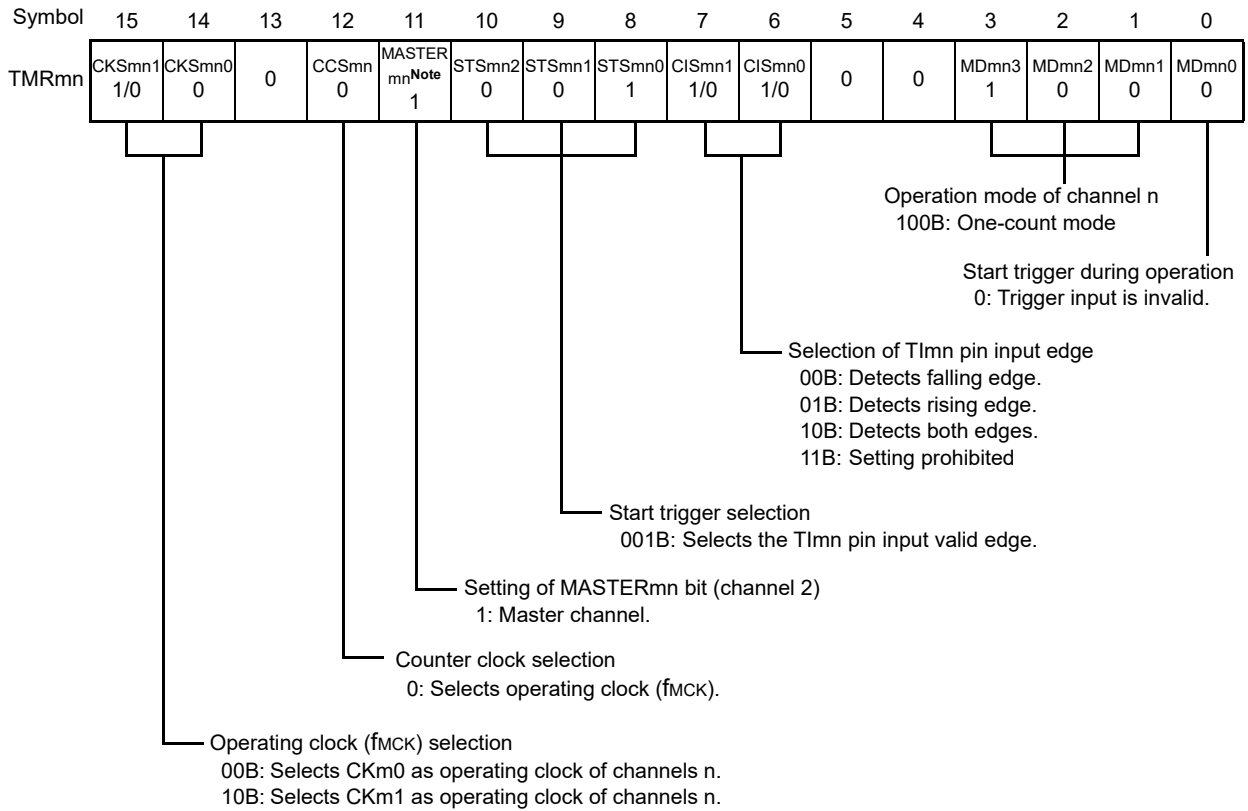 Symbol 15 14 13 12 11 10 9 8 7 6 5 4 3 2 1 0
TMRmn
CKSmn1
1/0
CKSmn0
0
0
CCSmn
0
MASTER
mnNote
1
STSmn2
0
STSmn1
0
STSmn0
1
CISmn1
1/0
CISmn0
1/0
0
0
MDmn3
1
MDmn2
0
MDmn1
0
MDmn0
0
Operation mode of channel n
100B: One-count mode
Start trigger during operation
0: Trigger input is invalid.
Selection of TImn pin input edge
00B: Detects falling edge.
01B: Detects rising edge.
10B: Detects both edges.
11B: Setting prohibited
Start trigger selection
001B: Selects the TImn pin input valid edge.
Setting of MASTERmn bit (channel 2)
1: Master channel.
Counter clock selection
0: Selects operating clock (fMCK).
Operating clock (fMCK) selection
00B: Selects CKm0 as operating clock of channels n.
10B: Selects CKm1 as operating clock of channels n.